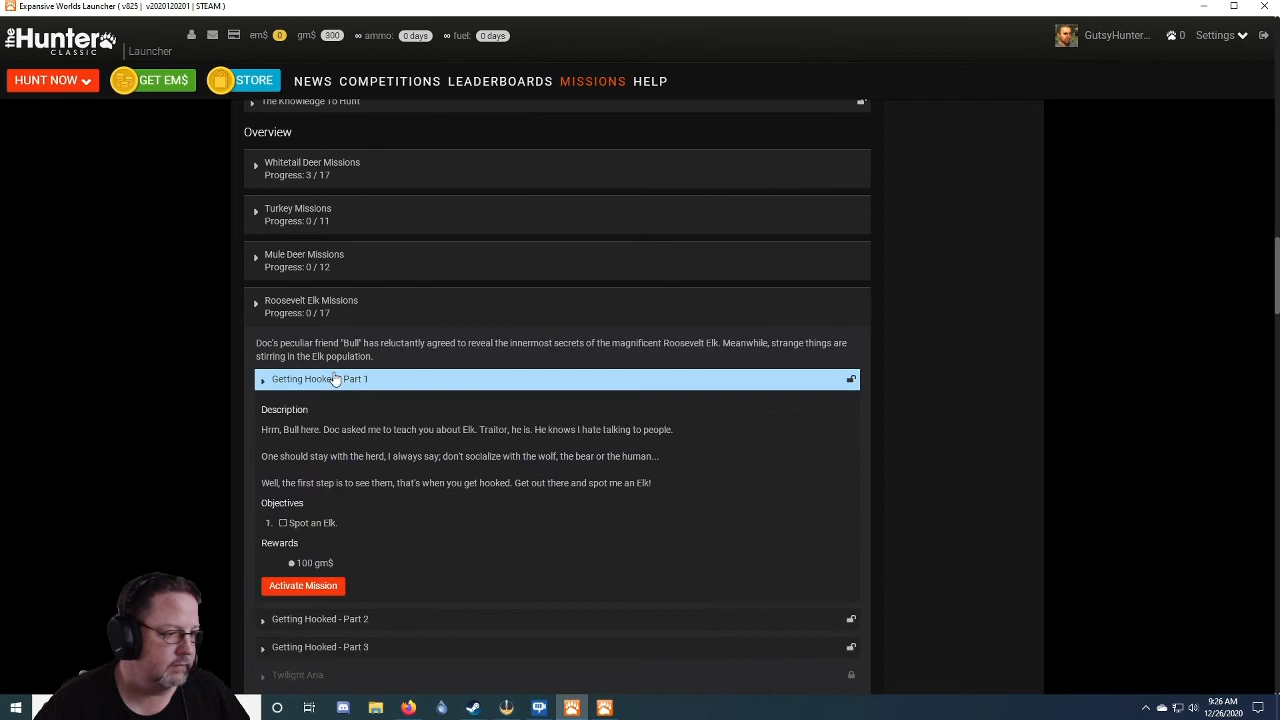 Expansive Worlds Launcher ( v825 | v2020120201 | STEAM )
theHunter CLASSIC
Launcher
em$ 0 gm$ 300 ∞ ammo: 0 days ∞ fuel: 0 days
GutsyHunter... 0 Settings
HUNT NOW GET EM$ STORE NEWS COMPETITIONS LEADERBOARDS MISSIONS HELP
The Knowledge To Hunt
Overview
Whitetail Deer Missions
Progress: 3 / 17
Turkey Missions
Progress: 0 / 11
Mule Deer Missions
Progress: 0 / 12
Roosevelt Elk Missions
Progress: 0 / 17
Doc's peculiar friend "Bull" has reluctantly agreed to reveal the innermost secrets of the magnificent Roosevelt Elk. Meanwhile, strange things are
stirring in the Elk population.
Getting Hooked - Part 1
Description
Hrm, Bull here. Doc asked me to teach you about Elk. Traitor, he is. He knows I hate talking to people.
One should stay with the herd, I always say; don't socialize with the wolf, the bear or the human...
Well, the first step is to see them, that's when you get hooked. Get out there and spot me an Elk!
Objectives
1. Spot an Elk.
Rewards
100 gm$
Activate Mission
Getting Hooked - Part 2
Getting Hooked - Part 3
Twilight Aria
9:26 AM
12/26/2020